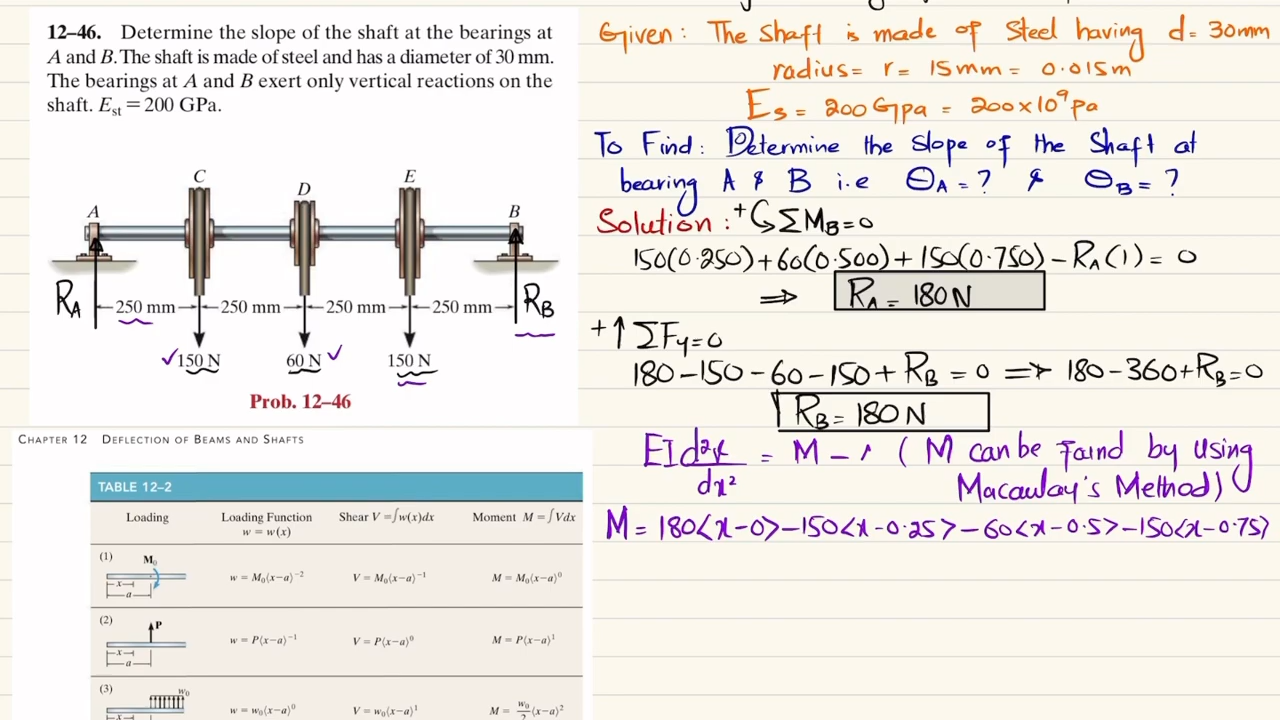 12–46. Determine the slope of the shaft at the bearings at
A and B. The shaft is made of steel and has a diameter of 30 mm.
The bearings at A and B exert only vertical reactions on the
shaft. Est = 200 GPa.
C
D
E
A
B
RA
250 mm
250 mm
250 mm
250 mm
RB
✓150 N
60 N ✓
150 N
Prob. 12–46
CHAPTER 12 DEFLECTION OF BEAMS AND SHAFTS
TABLE 12–2
Loading
Loading Function
w = w(x)
Shear V = ∫w(x)dx
Moment M = ∫Vdx
(1)
M₀
x
a
w = M₀⟨x−a⟩⁻²
V = M₀⟨x−a⟩⁻¹
M = M₀⟨x−a⟩⁰
(2)
P
x
a
w = P⟨x−a⟩⁻¹
V = P⟨x−a⟩⁰
M = P⟨x−a⟩¹
(3)
w₀
x
w = w₀⟨x−a⟩⁰
V = w₀⟨x−a⟩¹
M = w₀/2 ⟨x−a⟩²
Given: The Shaft is made of Steel having d= 30mm
radius= r= 15mm = 0.015m
Es = 200 Gpa = 200x10⁹ pa
To Find: Determine the slope of the Shaft at
bearing A & B i.e ΘA = ? & ΘB = ?
Solution: +↺ ΣMB=0
150(0.250)+60(0.500)+150(0.750)-RA(1)= 0
⇒ RA = 180N
+↑ ΣFy=0
180-150-60-150+RB = 0 ⇒ 180-360+RB=0
RB = 180N
EI d²y/dx² = M - ( M can be found by using
Macaulay's Method)
M = 180<x-0>-150<x-0.25>-60<x-0.5>-150<x-0.75>